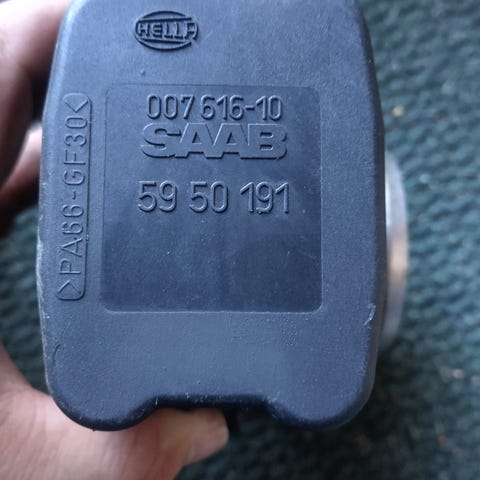 HELLA
007 616-10
SAAB
59 50 191
>PA66-GF30<